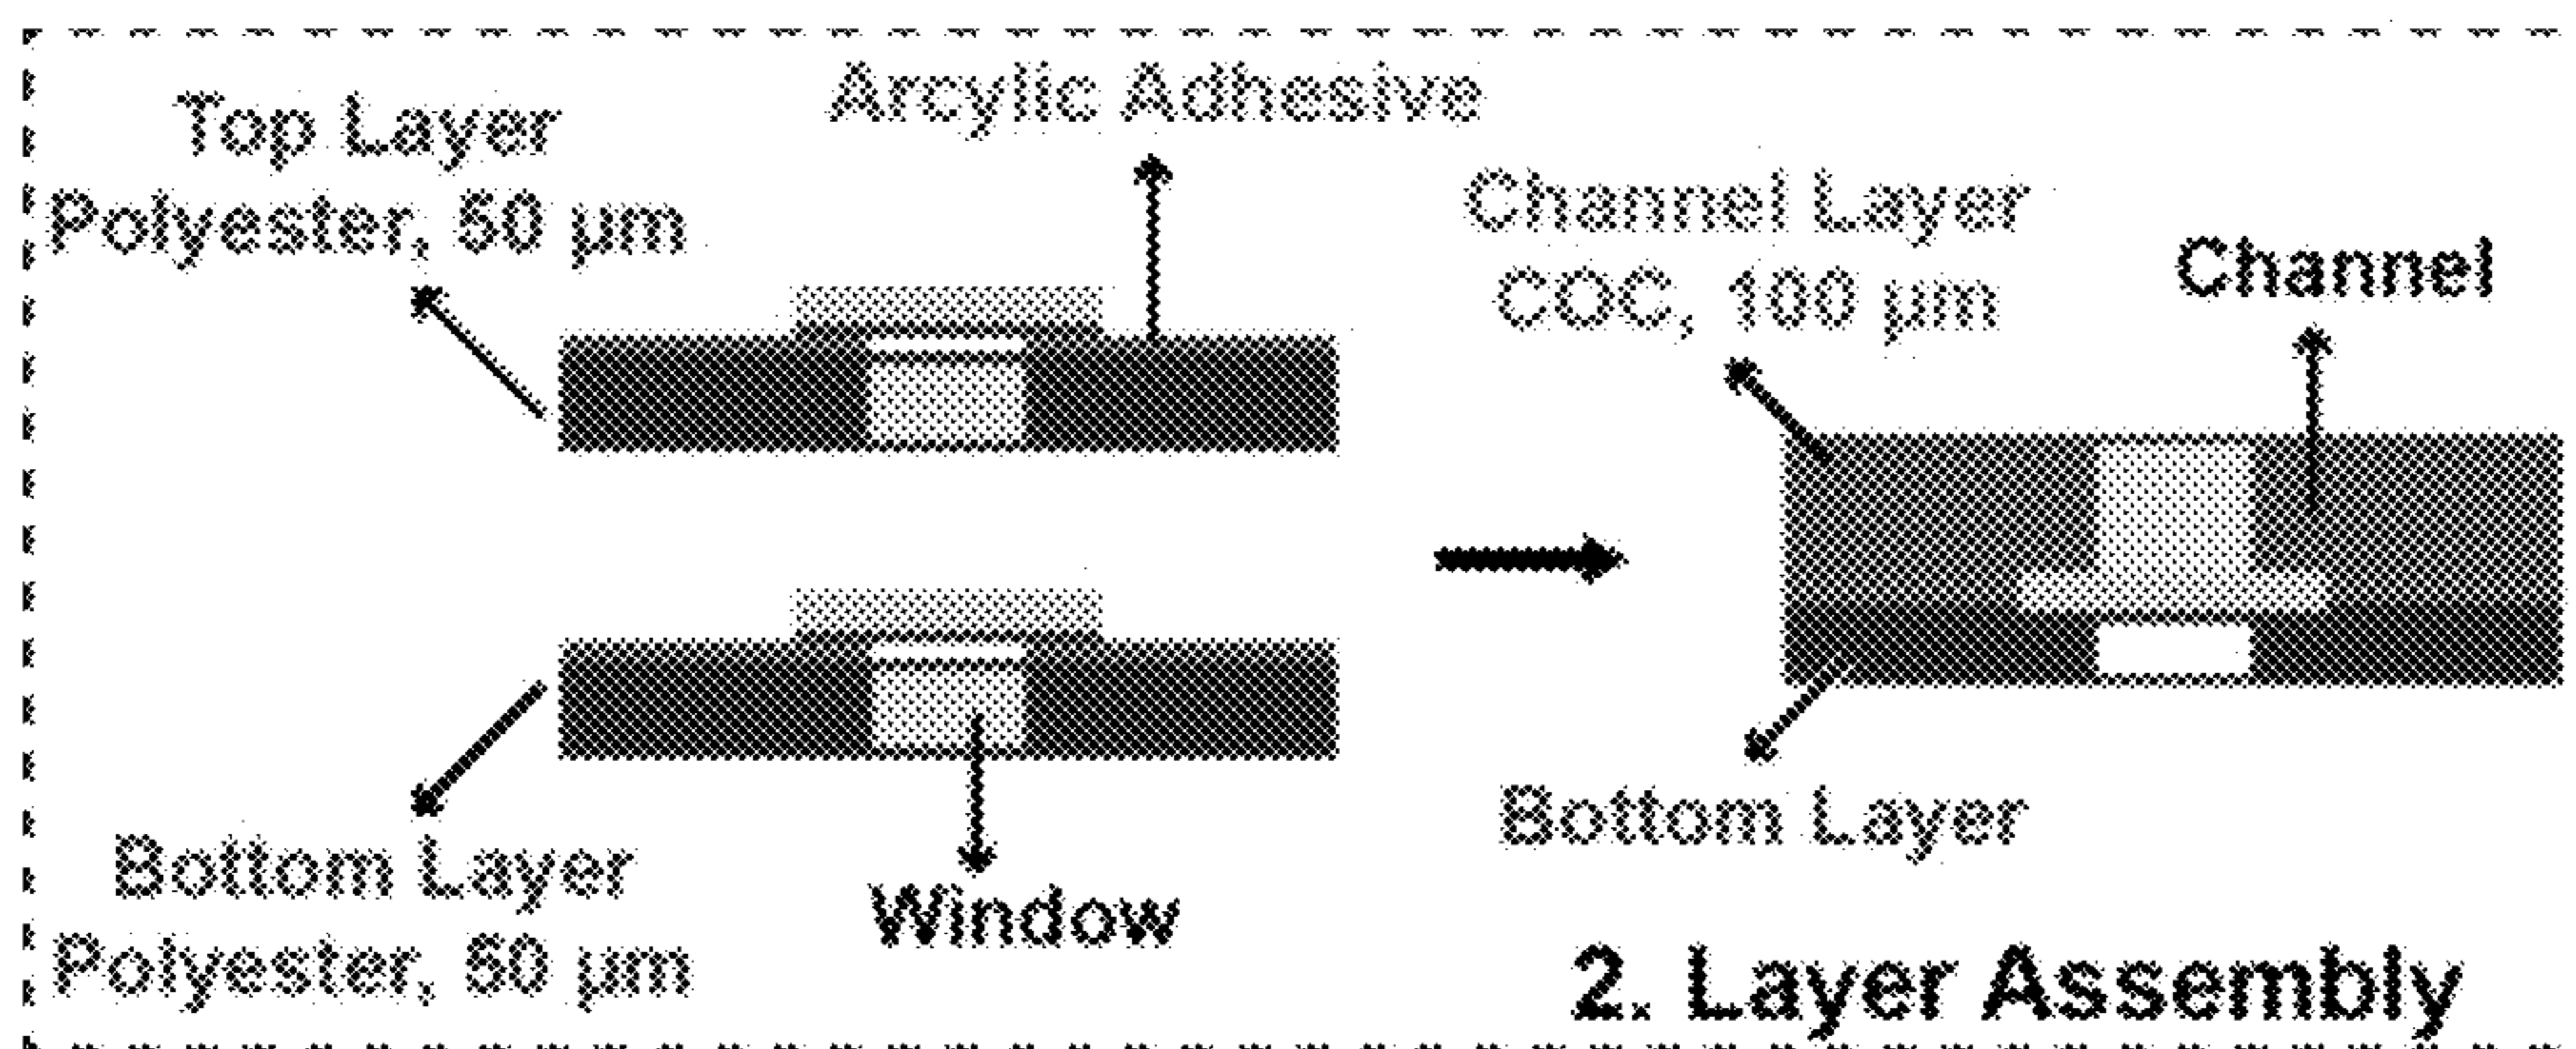 Top Layer
Polyester, 50 µm
Arcylic Adhesive
Channel Layer
COC, 100 µm
Channel
Bottom Layer
Polyester, 50 µm
Window
Bottom Layer
2. Layer Assembly